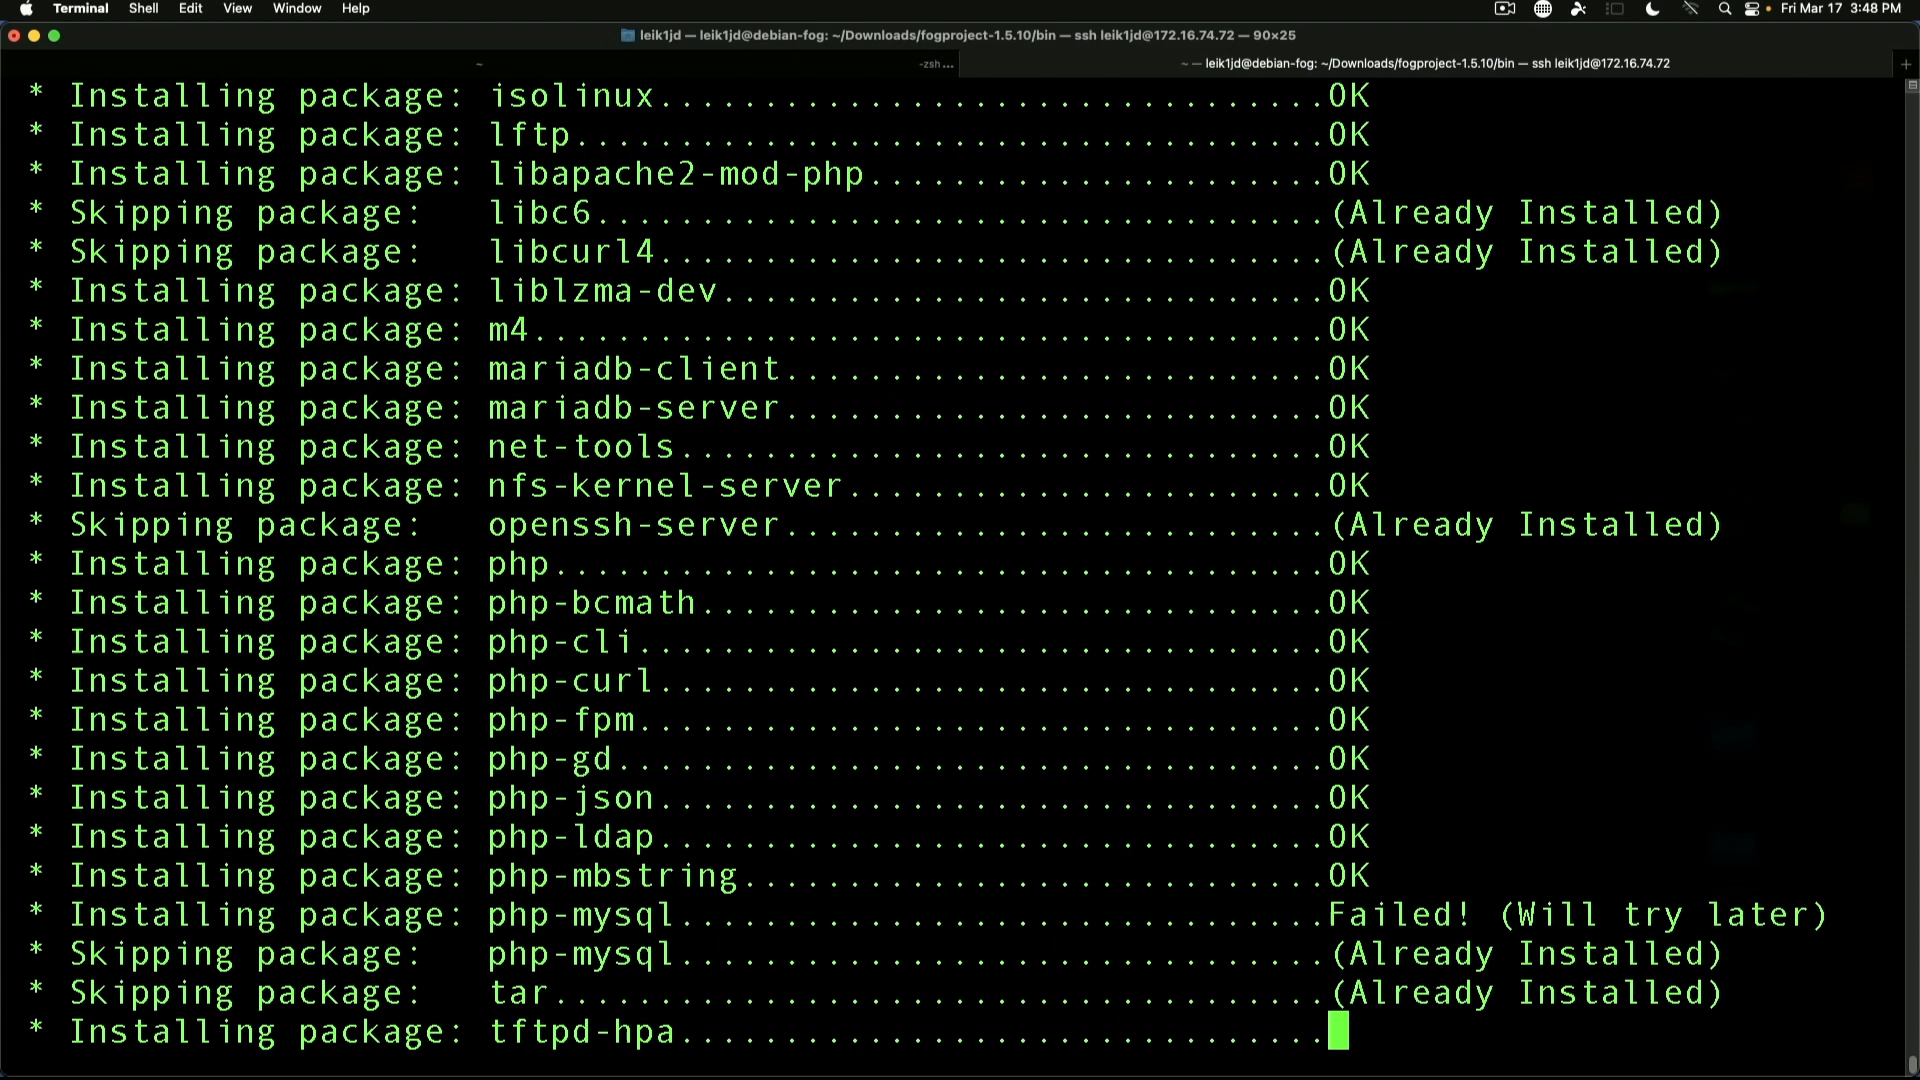 Terminal Shell Edit View Window Help Fri Mar 17 3:48 PM
leik1jd — leik1jd@debian-fog: ~/Downloads/fogproject-1.5.10/bin — ssh leik1jd@172.16.74.72 — 90×25
~ -zsh... ~ — leik1jd@debian-fog: ~/Downloads/fogproject-1.5.10/bin — ssh leik1jd@172.16.74.72 +
* Installing package: isolinux................................OK
* Installing package: lftp....................................OK
* Installing package: libapache2-mod-php......................OK
* Skipping package:   libc6...................................(Already Installed)
* Skipping package:   libcurl4................................(Already Installed)
* Installing package: liblzma-dev.............................OK
* Installing package: m4......................................OK
* Installing package: mariadb-client..........................OK
* Installing package: mariadb-server..........................OK
* Installing package: net-tools...............................OK
* Installing package: nfs-kernel-server.......................OK
* Skipping package:   openssh-server..........................(Already Installed)
* Installing package: php.....................................OK
* Installing package: php-bcmath..............................OK
* Installing package: php-cli.................................OK
* Installing package: php-curl................................OK
* Installing package: php-fpm.................................OK
* Installing package: php-gd..................................OK
* Installing package: php-json................................OK
* Installing package: php-ldap................................OK
* Installing package: php-mbstring............................OK
* Installing package: php-mysql...............................Failed! (Will try later)
* Skipping package:   php-mysql...............................(Already Installed)
* Skipping package:   tar.....................................(Already Installed)
* Installing package: tftpd-hpa...............................